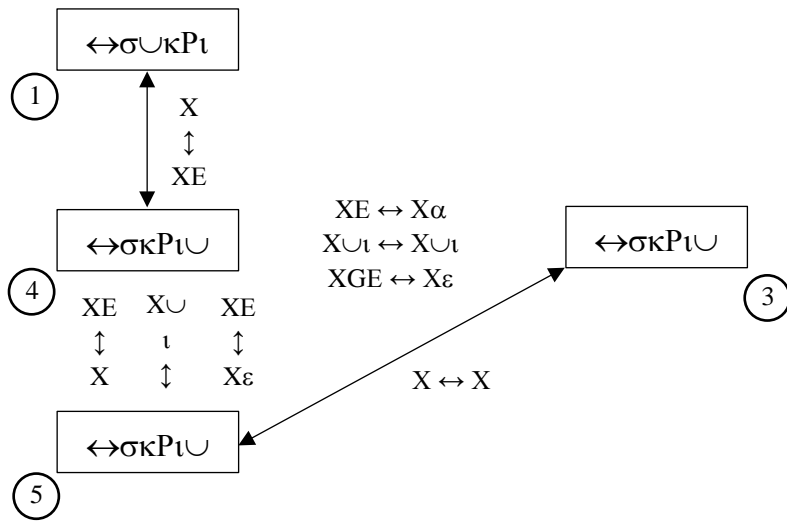 ↔σ∪κΡι
1
X
↕
XE
↔σκΡι∪
4
XE ↔ Xα
X∪ι ↔ X∪ι
XGE ↔ Xε
↔σκΡι∪
3
XE
↕
X
X∪
ι
↕
XE
↕
Xε
X ↔ X
↔σκΡι∪
5